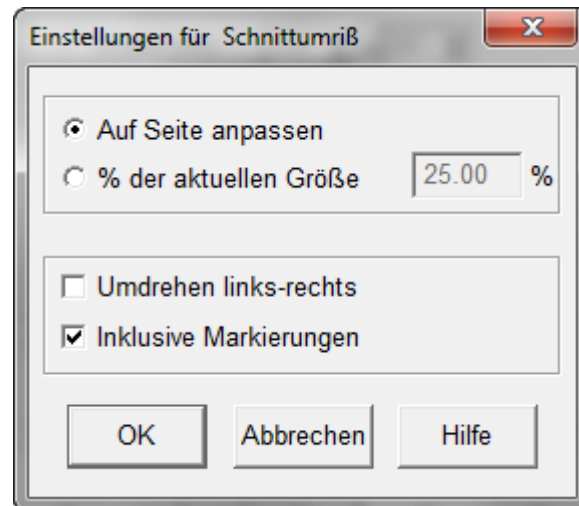 Einstellungen für Schnittumriß
Auf Seite anpassen
% der aktuellen Größe 25.00 %
Umdrehen links-rechts
Inklusive Markierungen
OK Abbrechen Hilfe